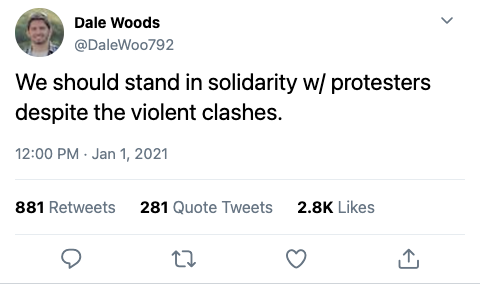 Dale Woods
@DaleWoo792
We should stand in solidarity w/ protesters
despite the violent clashes.
12:00 PM · Jan 1, 2021
881 Retweets 281 Quote Tweets 2.8K Likes